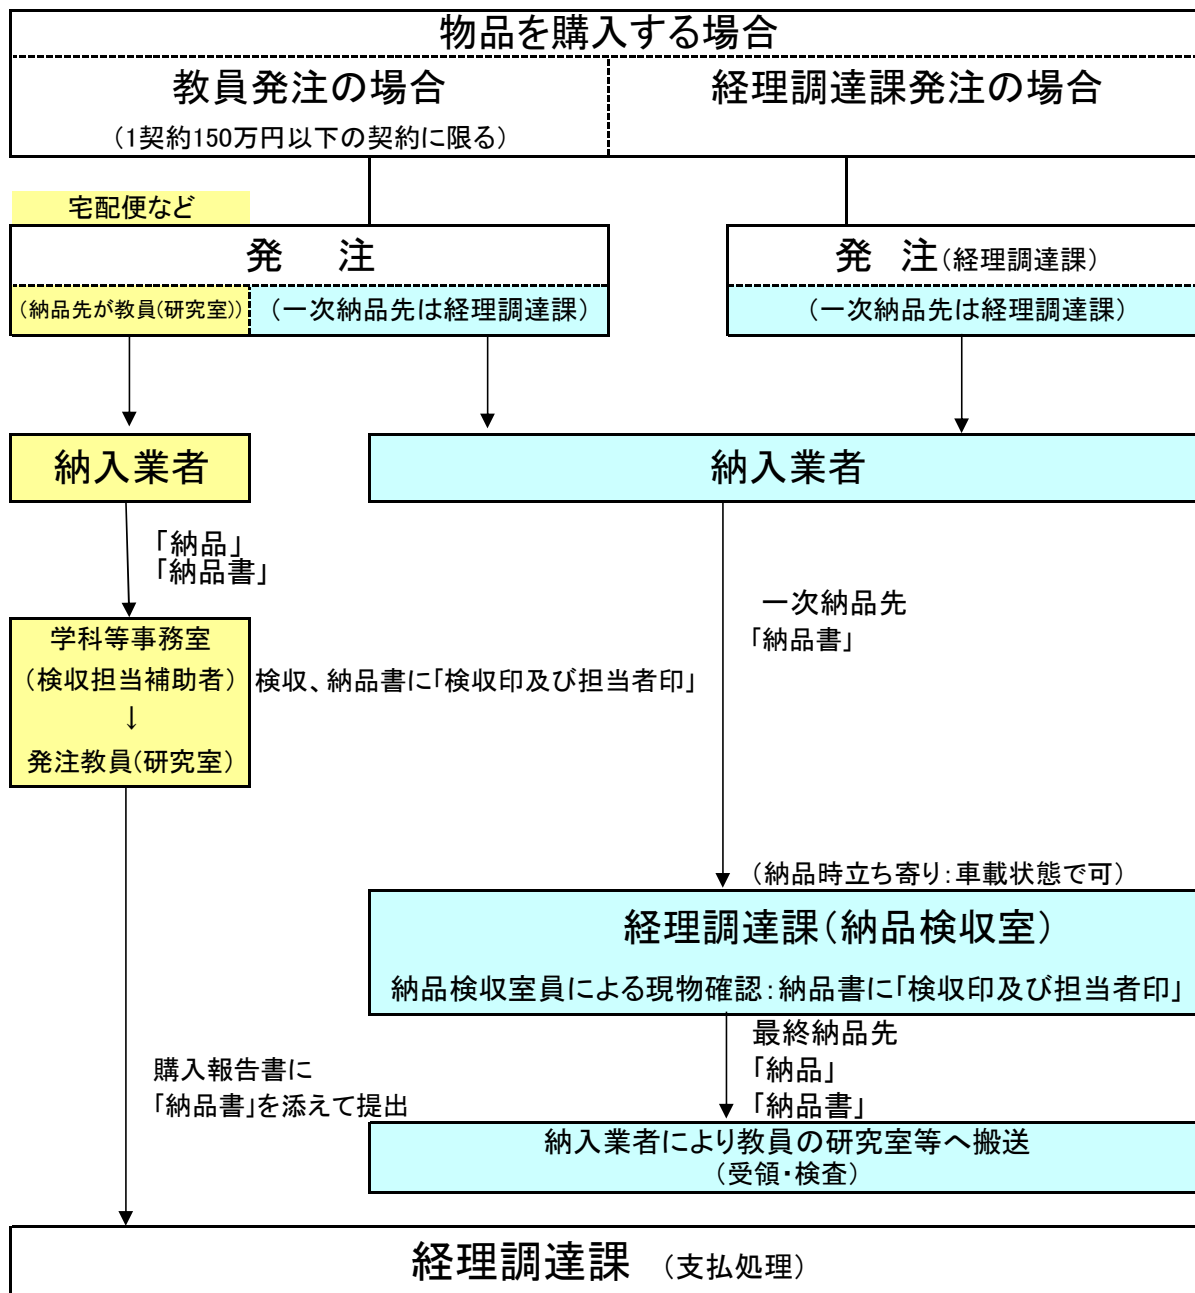 物品を購入する場合
教員発注の場合
(1契約150万円以下の契約に限る)
経理調達課発注の場合
宅配便など
発　注
(納品先が教員(研究室))
(一次納品先は経理調達課)
発　注(経理調達課)
(一次納品先は経理調達課)
納入業者
納入業者
「納品」
「納品書」
学科等事務室
(検収担当補助者)
↓
発注教員(研究室)
検収、納品書に「検収印及び担当者印」
一次納品先
「納品書」
(納品時立ち寄り:車載状態で可)
経理調達課(納品検収室)
納品検収室員による現物確認:納品書に「検収印及び担当者印」
最終納品先
「納品」
「納品書」
購入報告書に
「納品書」を添えて提出
納入業者により教員の研究室等へ搬送
(受領・検査)
経理調達課　(支払処理)